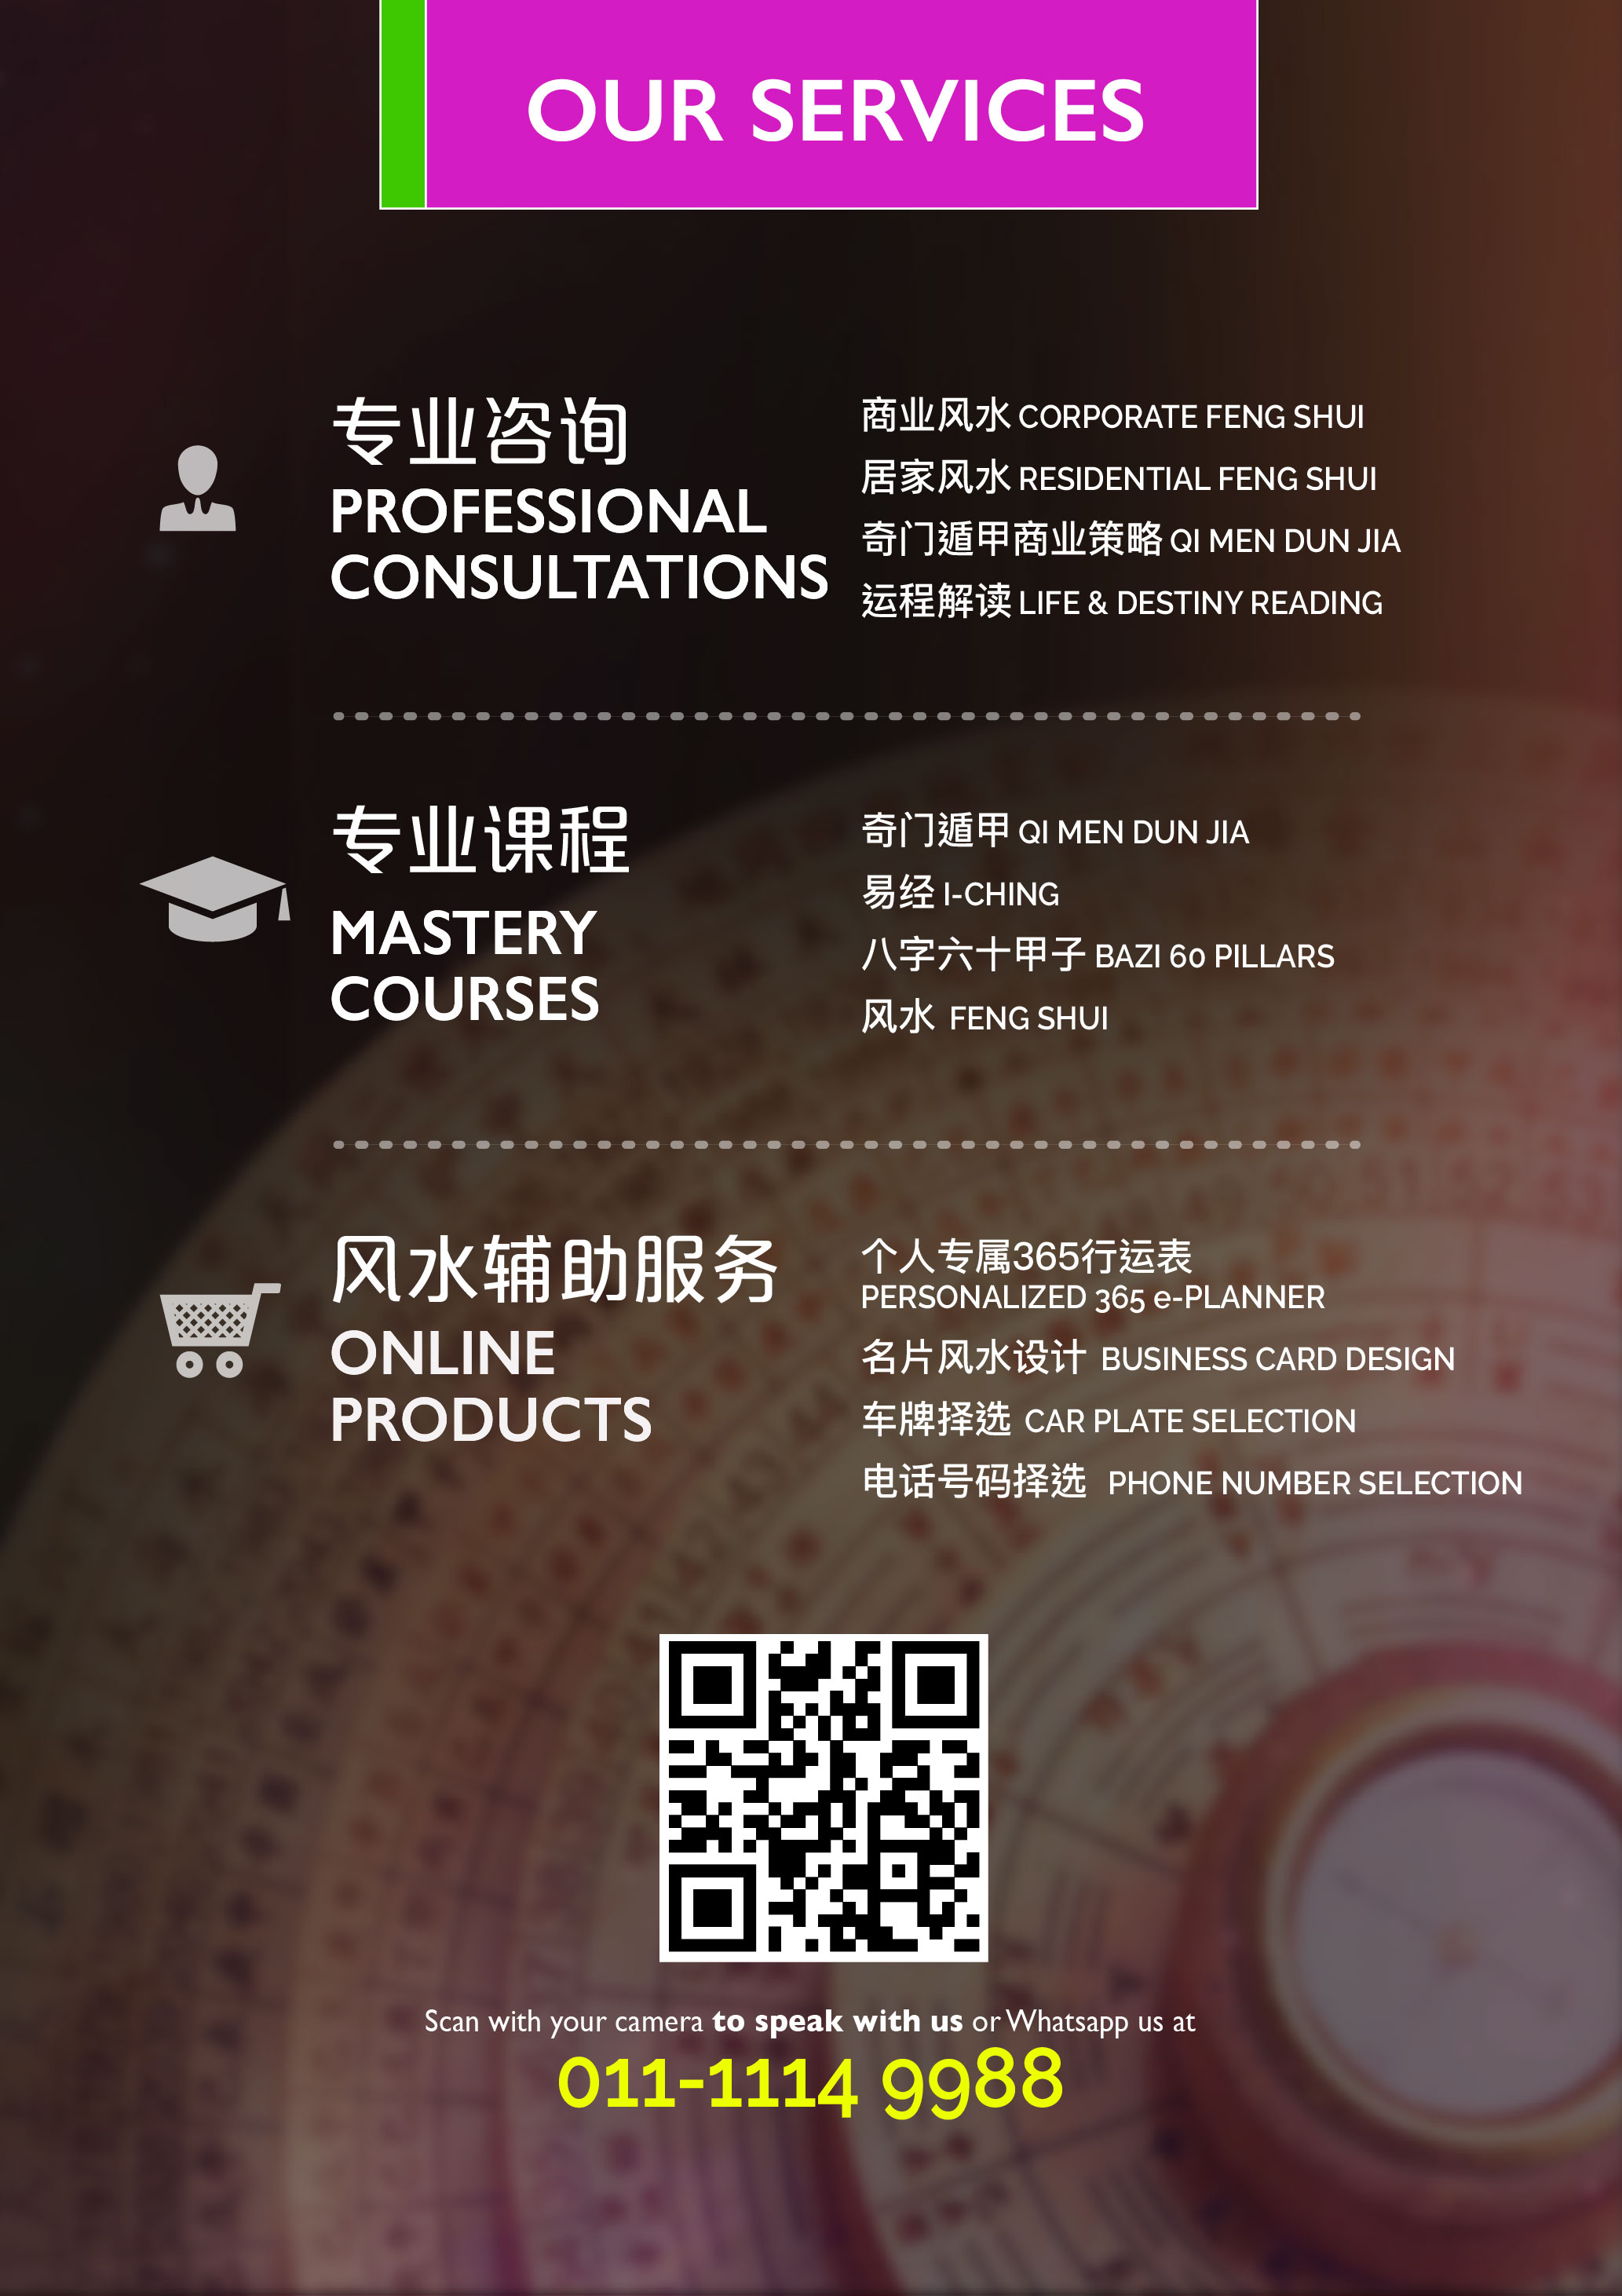 OUR SERVICES
专业咨询
PROFESSIONAL
CONSULTATIONS
商业风水 CORPORATE FENG SHUI
居家风水 RESIDENTIAL FENG SHUI
奇门遁甲商业策略 QI MEN DUN JIA
运程解读 LIFE & DESTINY READING
专业课程
MASTERY
COURSES
奇门遁甲 QI MEN DUN JIA
易经 I-CHING
八字六十甲子 BAZI 60 PILLARS
风水 FENG SHUI
风水辅助服务
ONLINE
PRODUCTS
个人专属365行运表
PERSONALIZED 365 e-PLANNER
名片风水设计 BUSINESS CARD DESIGN
车牌择选 CAR PLATE SELECTION
电话号码择选 PHONE NUMBER SELECTION
Scan with your camera to speak with us or Whatsapp us at
011-1114 9988